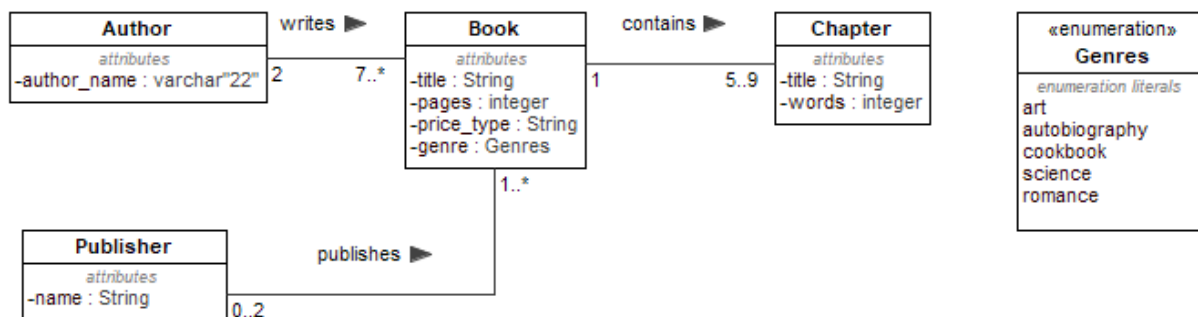 Author
attributes
-author_name : varchar"22"
writes
2
7..*
Book
attributes
-title : String
-pages : integer
-price_type : String
-genre : Genres
contains
1
5..9
Chapter
attributes
-title : String
-words : integer
«enumeration»
Genres
enumeration literals
art
autobiography
cookbook
science
romance
1..*
publishes
Publisher
attributes
-name : String
0..2